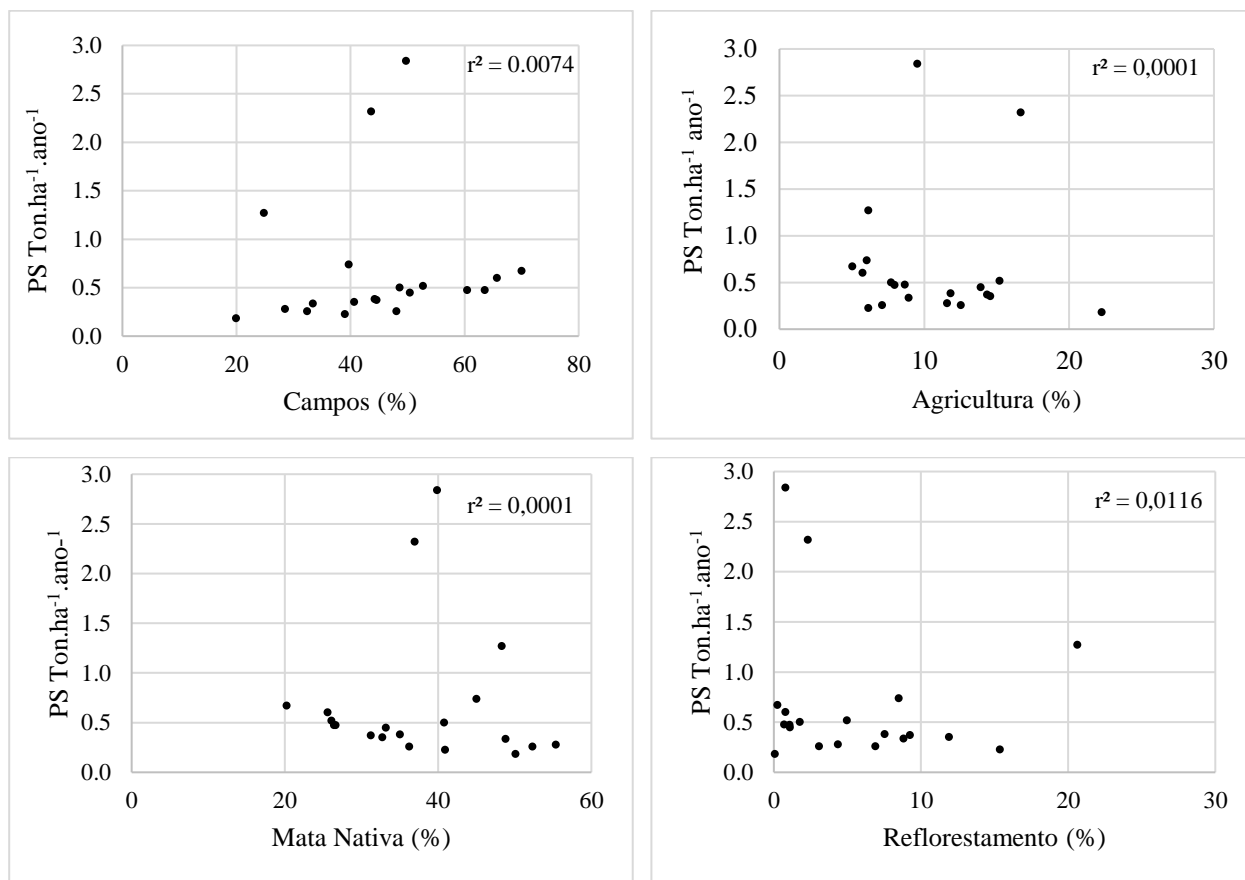 3.0
2.5
2.0
1.5
1.0
0.5
0.0
PS Ton.ha⁻¹.ano⁻¹
r² = 0.0074
0 20 40 60 80
Campos (%)
3.0
2.5
2.0
1.5
1.0
0.5
0.0
PS Ton.ha⁻¹ ano⁻¹
r² = 0,0001
0 10 20 30
Agricultura (%)
3.0
2.5
2.0
1.5
1.0
0.5
0.0
PS Ton.ha⁻¹.ano-¹
r² = 0,0001
0 20 40 60
Mata Nativa (%)
3.0
2.5
2.0
1.5
1.0
0.5
0.0
PS Ton.ha⁻¹.ano⁻¹
r² = 0,0116
0 10 20 30
Reflorestamento (%)